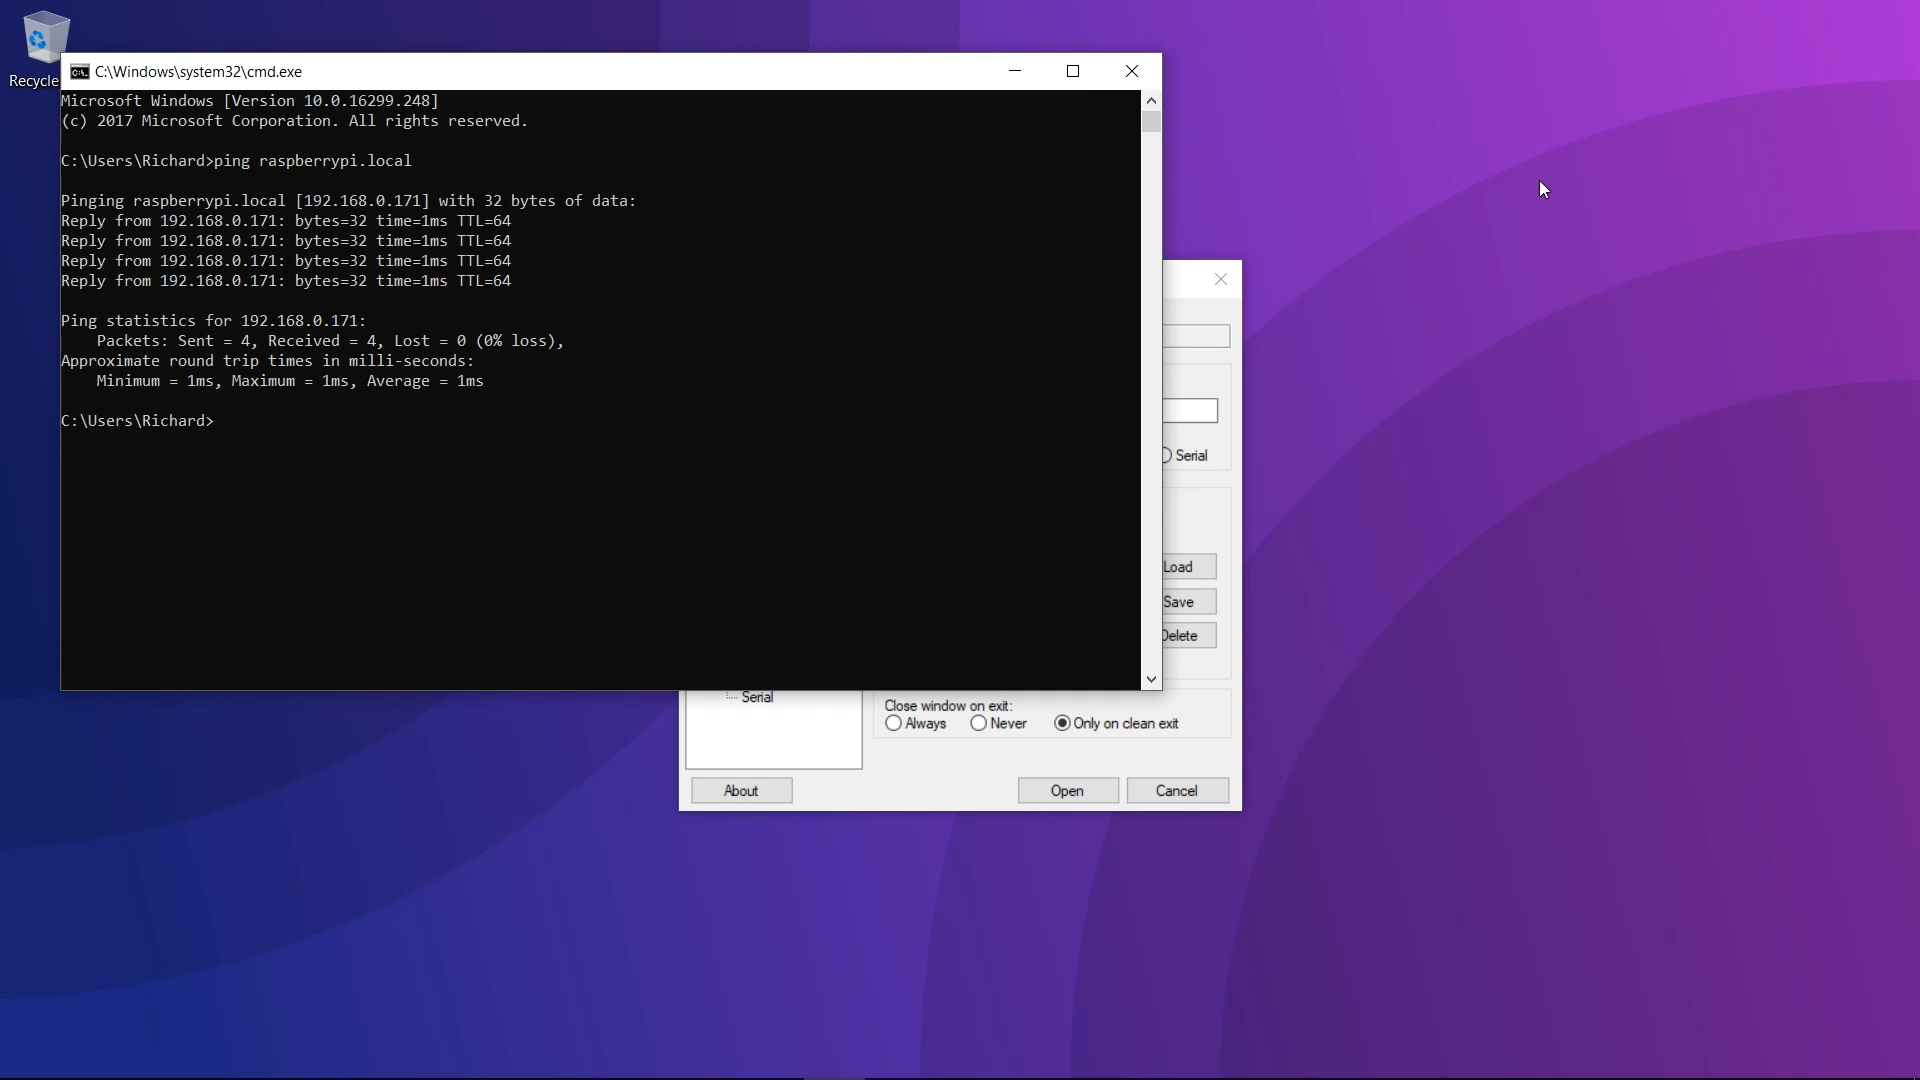 Recycle
C:\Windows\system32\cmd.exe
Microsoft Windows [Version 10.0.16299.248]
(c) 2017 Microsoft Corporation. All rights reserved.
C:\Users\Richard>ping raspberrypi.local
Pinging raspberrypi.local [192.168.0.171] with 32 bytes of data:
Reply from 192.168.0.171: bytes=32 time=1ms TTL=64
Reply from 192.168.0.171: bytes=32 time=1ms TTL=64
Reply from 192.168.0.171: bytes=32 time=1ms TTL=64
Reply from 192.168.0.171: bytes=32 time=1ms TTL=64
Ping statistics for 192.168.0.171:
Packets: Sent = 4, Received = 4, Lost = 0 (0% loss),
Approximate round trip times in milli-seconds:
Minimum = 1ms, Maximum = 1ms, Average = 1ms
C:\Users\Richard>
Serial
Load
Save
Delete
Serial
Close window on exit:
Always Never Only on clean exit
About Open Cancel